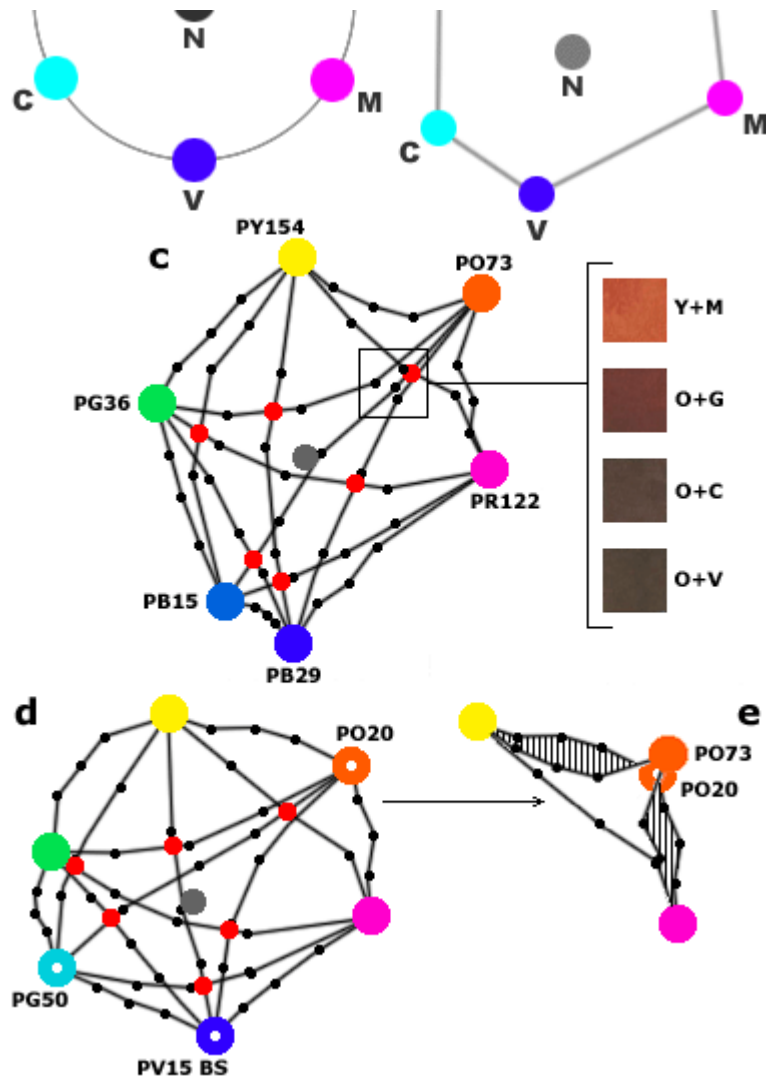 N
N
C
M
C
M
V
V
c
PY154
PO73
Y+M
PG36
O+G
PR122
O+C
PB15
O+V
PB29
d
e
PO20
PO73
PO20
PG50
PV15 BS